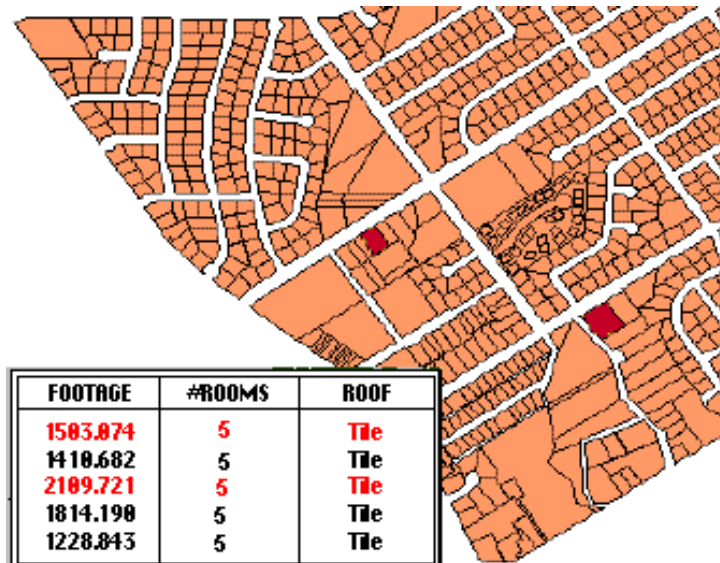 FOOTAGE #ROOMS ROOF
1503.074 5 Tile
1410.682 5 Tile
2109.721 5 Tile
1814.190 5 Tile
1228.843 5 Tile